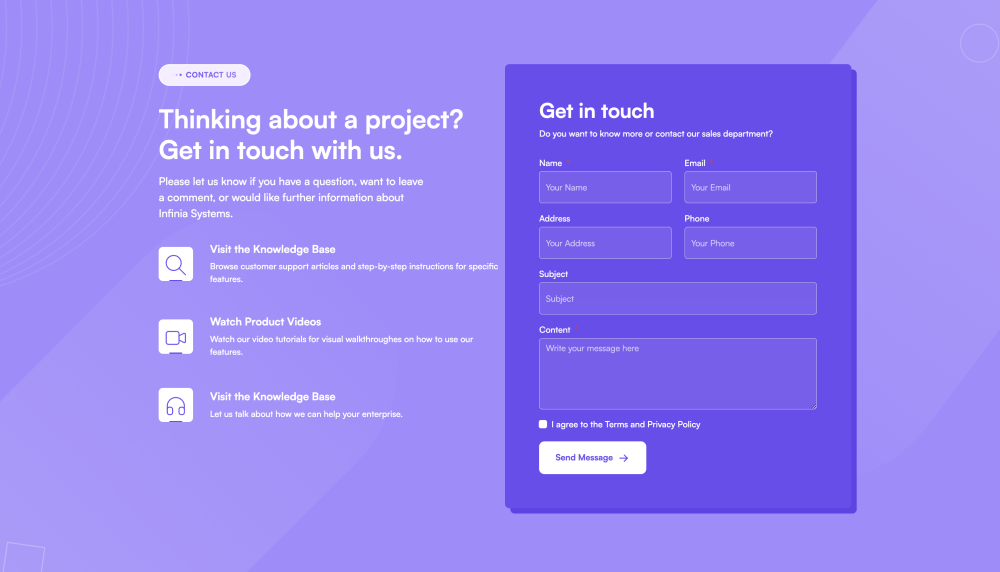 CONTACT US
Thinking about a project?
Get in touch with us.
Please let us know if you have a question, want to leave
a comment, or would like further information about
Infinia Systems.
Visit the Knowledge Base
Browse customer support articles and step-by-step instructions for specific
features.
Watch Product Videos
Watch our video tutorials for visual walkthroughes on how to use our
features.
Visit the Knowledge Base
Let us talk about how we can help your enterprise.
Get in touch
Do you want to know more or contact our sales department?
Name * Email *
Your Name Your Email
Address Phone
Your Address Your Phone
Subject
Subject
Content *
Write your message here
I agree to the Terms and Privacy Policy
Send Message →